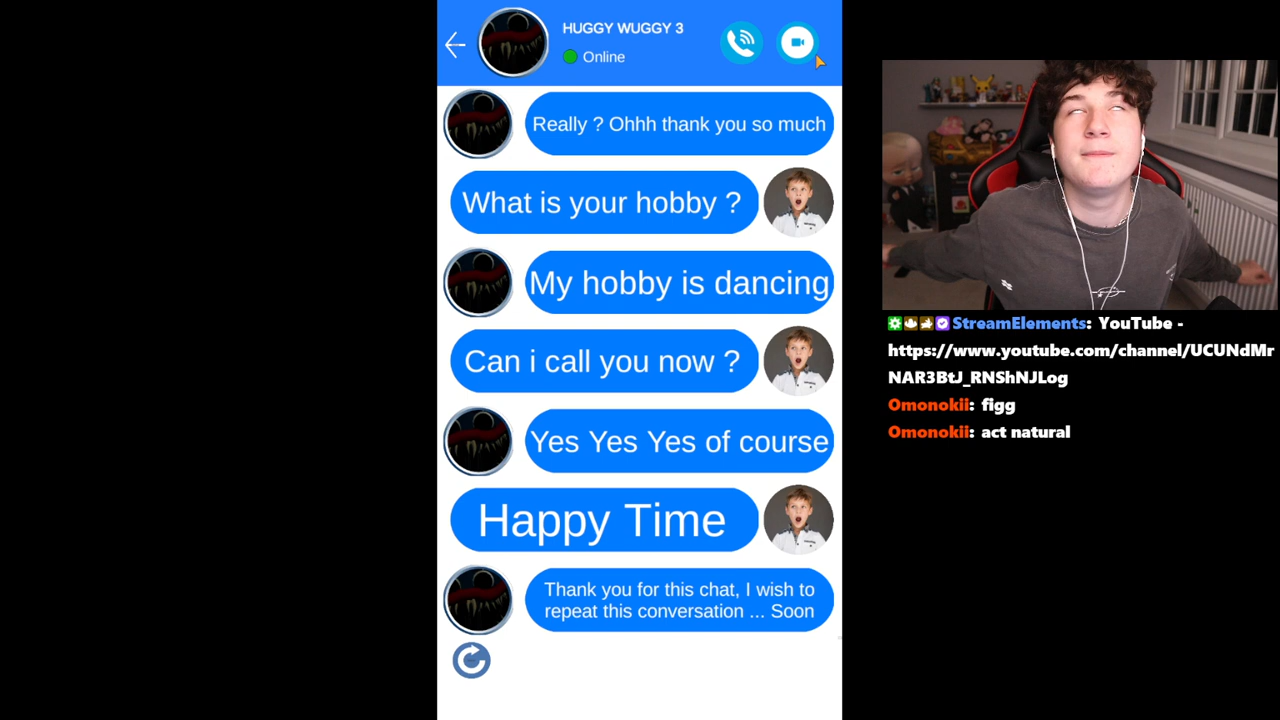 HUGGY WUGGY 3
Online
Really ? Ohhh thank you so much
What is your hobby ?
My hobby is dancing
Can i call you now ?
Yes Yes Yes of course
Happy Time
Thank you for this chat, I wish to
repeat this conversation ... Soon
StreamElements: YouTube -
https://www.youtube.com/channel/UCUNdMr
NAR3BtJ_RNShNJLog
Omonokii: figg
Omonokii: act natural